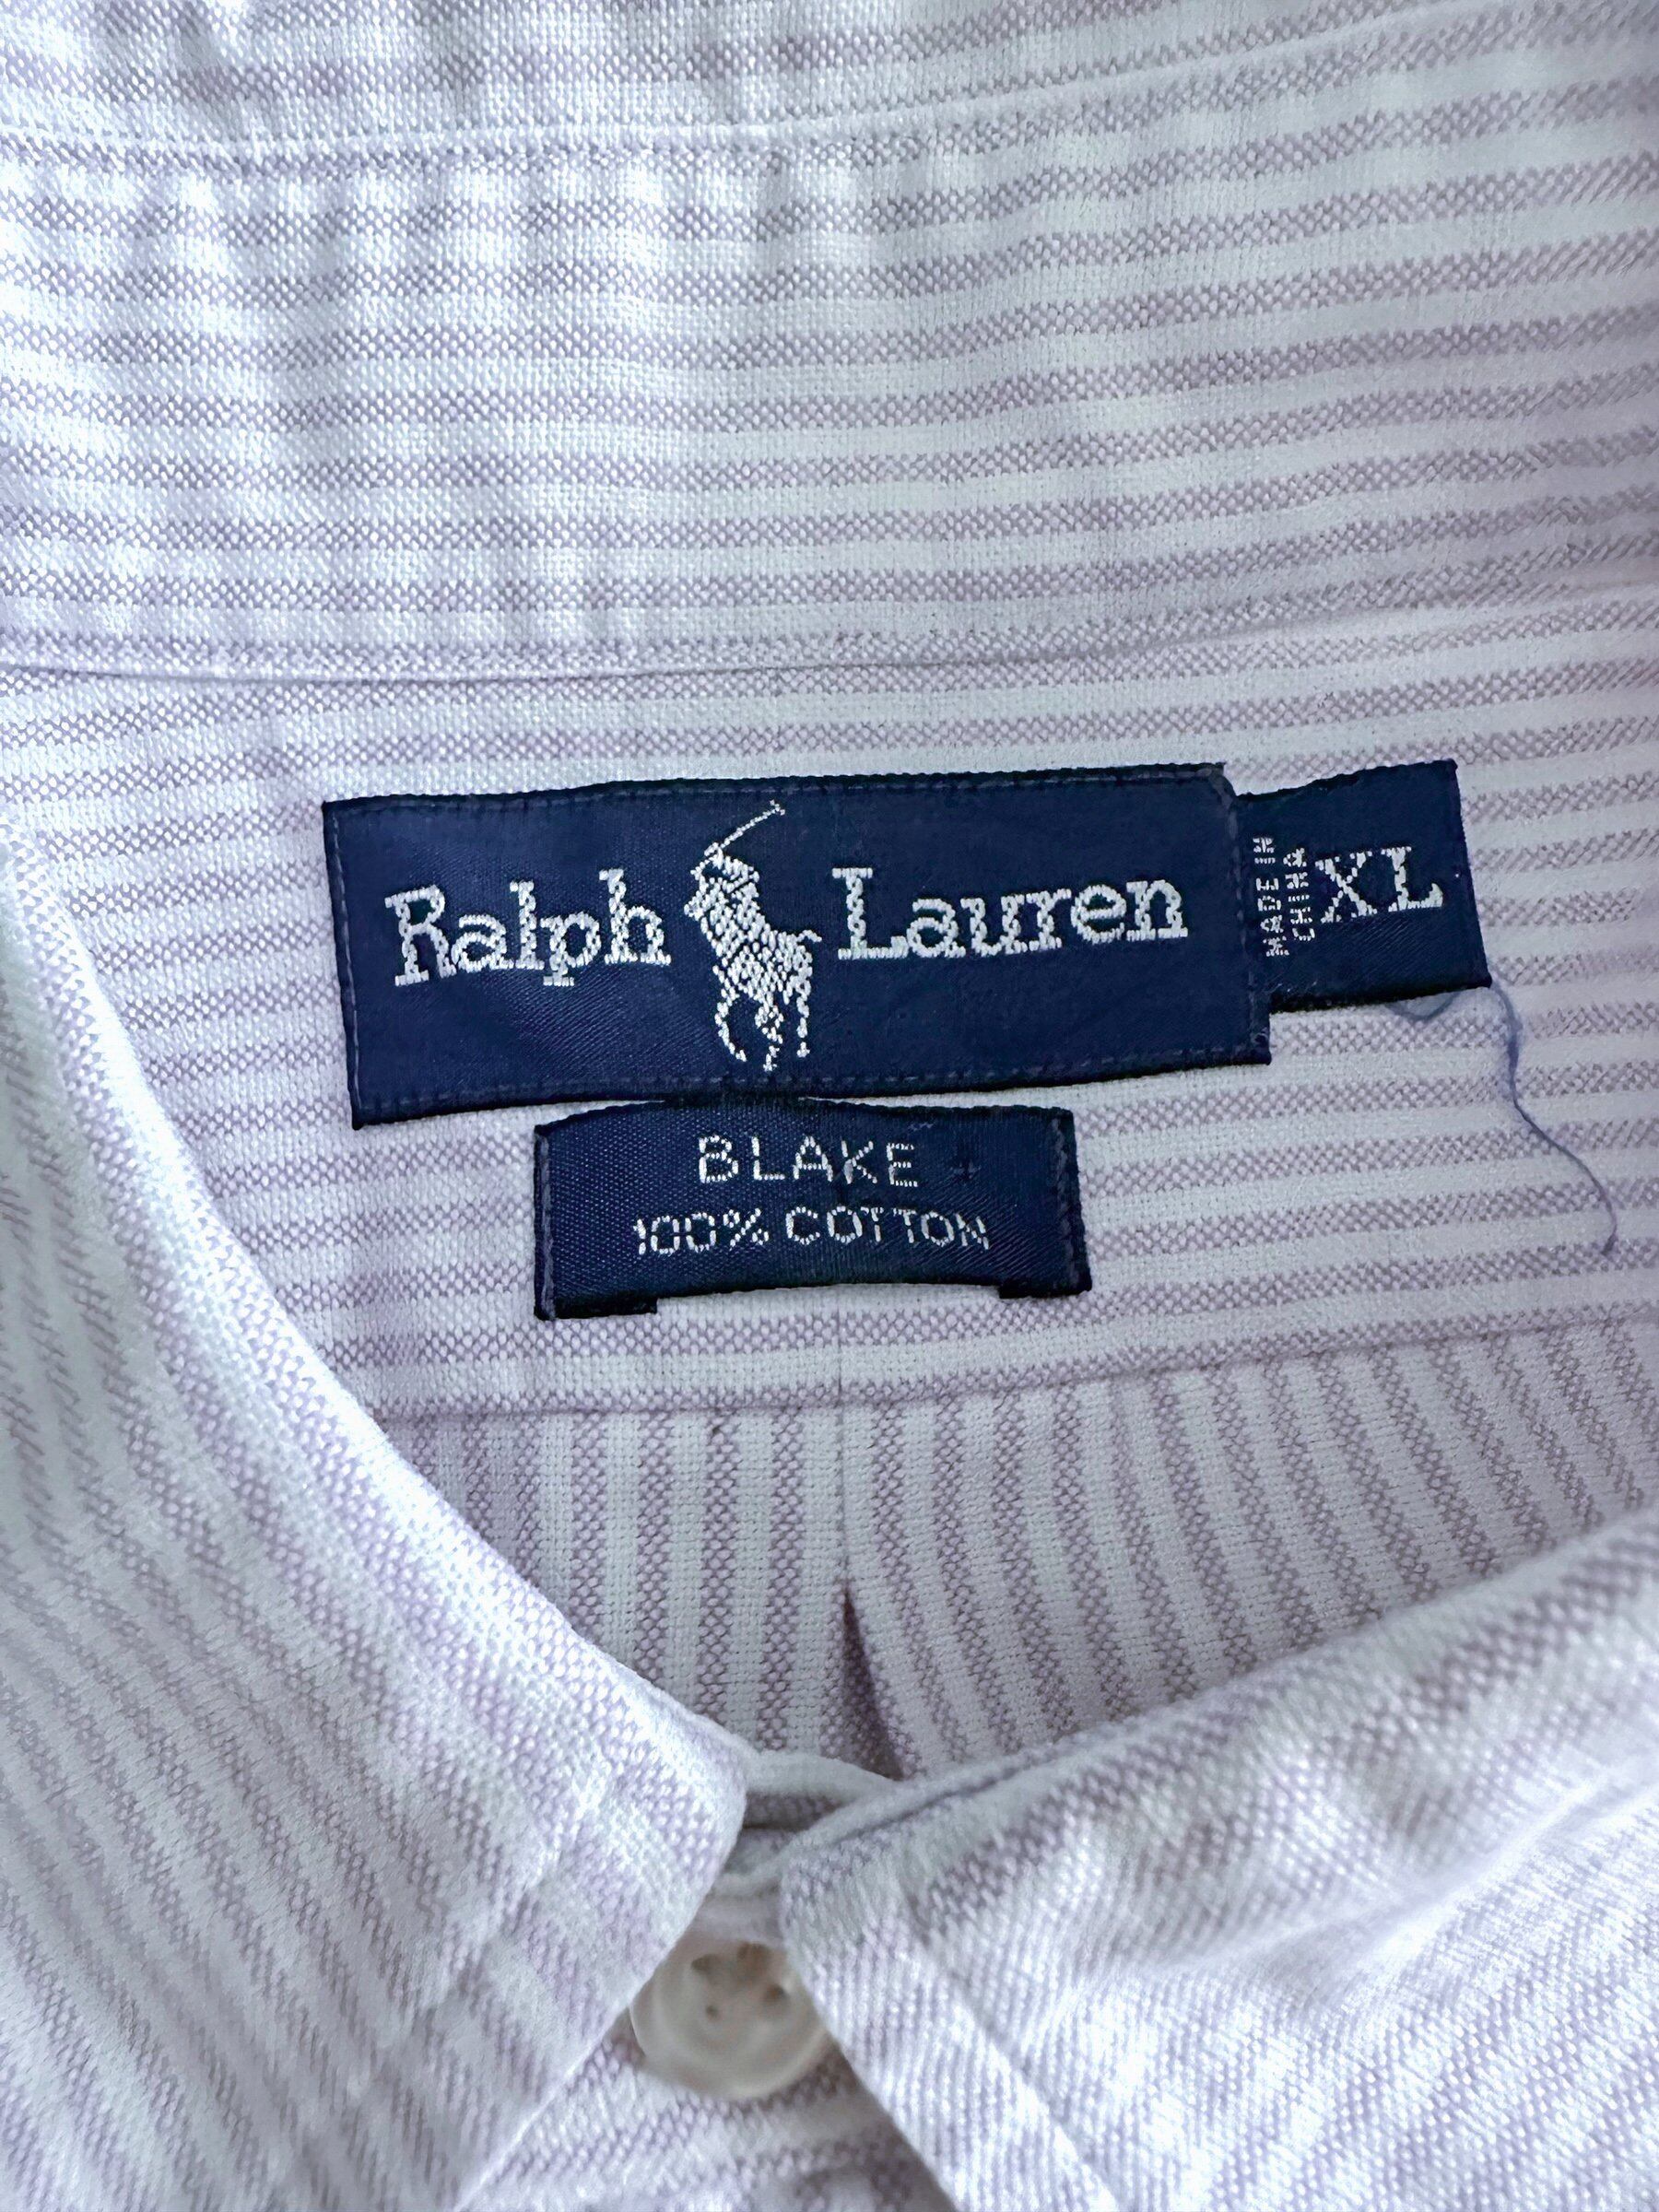 Ralph Lauren
MADE IN
CHINA
XL
BLAKE
100% COTTON